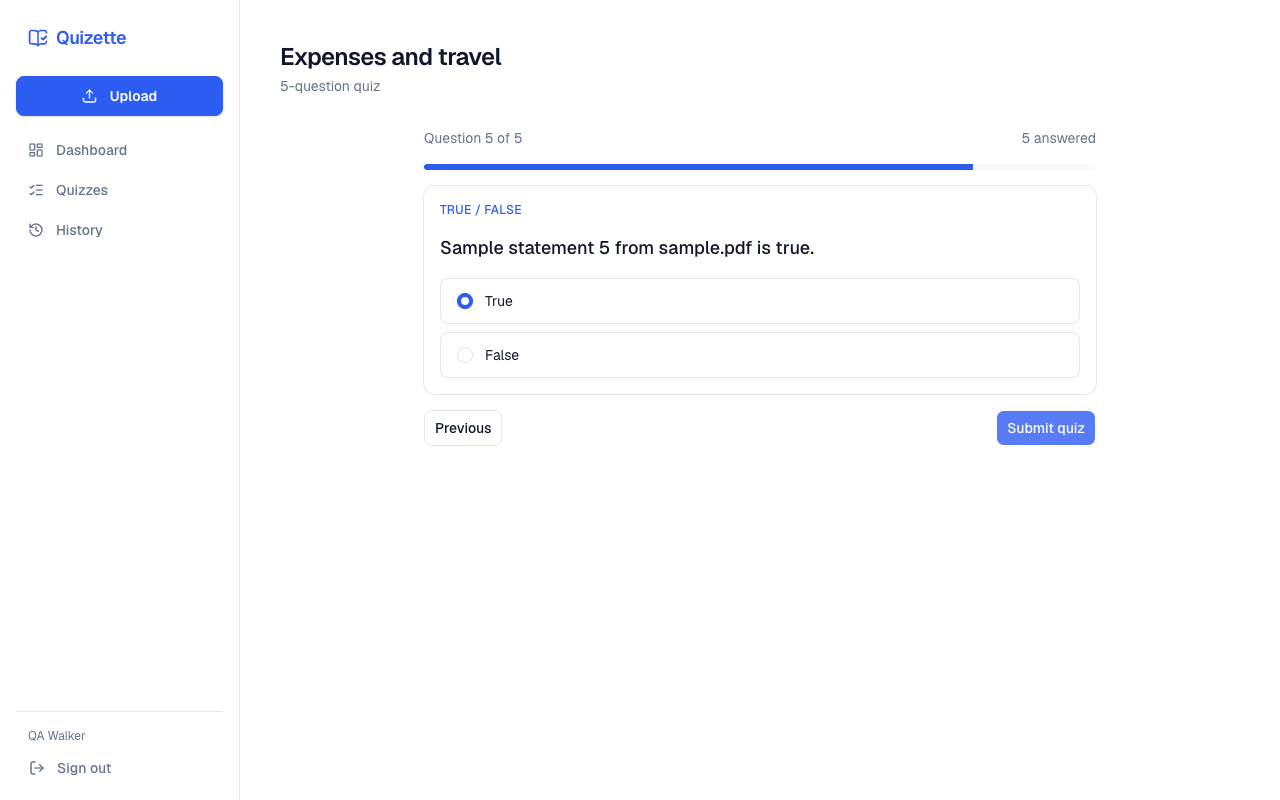 Quizette
Upload
Dashboard
Quizzes
History
QA Walker
Sign out
Expenses and travel
5-question quiz
Question 5 of 5
5 answered
TRUE / FALSE
Sample statement 5 from sample.pdf is true.
True
False
Previous
Submit quiz